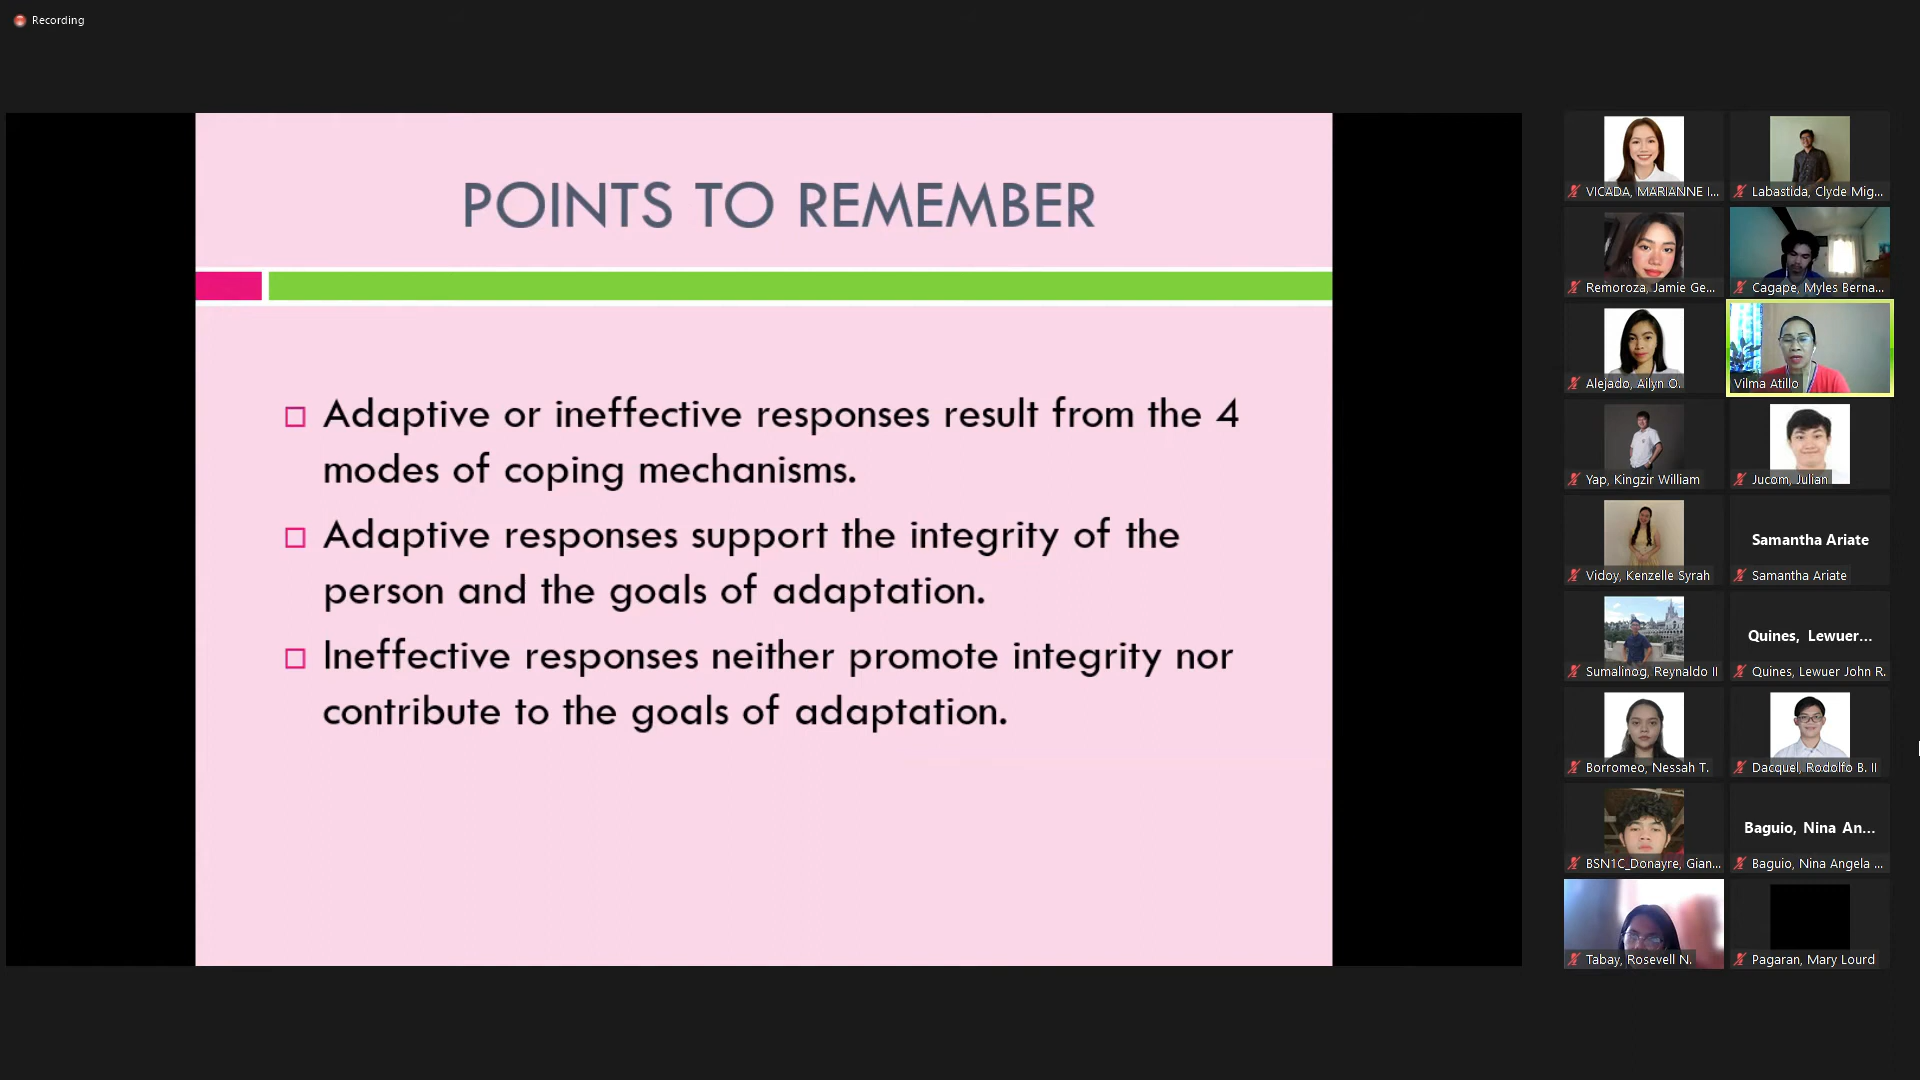 Recording
POINTS TO REMEMBER
Adaptive or ineffective responses result from the 4
modes of coping mechanisms.
Adaptive responses support the integrity of the
person and the goals of adaptation.
Ineffective responses neither promote integrity nor
contribute to the goals of adaptation.
VICADA, MARIANNE I...
Labastida, Clyde Mig...
Remoroza, Jamie Ge...
Cagape, Myles Berna...
Alejado, Ailyn O.
Vilma Atillo
Yap, Kingzir William
Jucom, Julian
Vidoy, Kenzelle Syrah
Samantha Ariate
Samantha Ariate
Sumalinog, Reynaldo II
Quines, Lewuer...
Quines, Lewuer John R.
Borromeo, Nessah T.
Dacquel, Rodolfo B. II
BSN1C_Donayre, Gian...
Baguio, Nina An...
Baguio, Nina Angela ...
Tabay, Rosevell N.
Pagaran, Mary Lourd